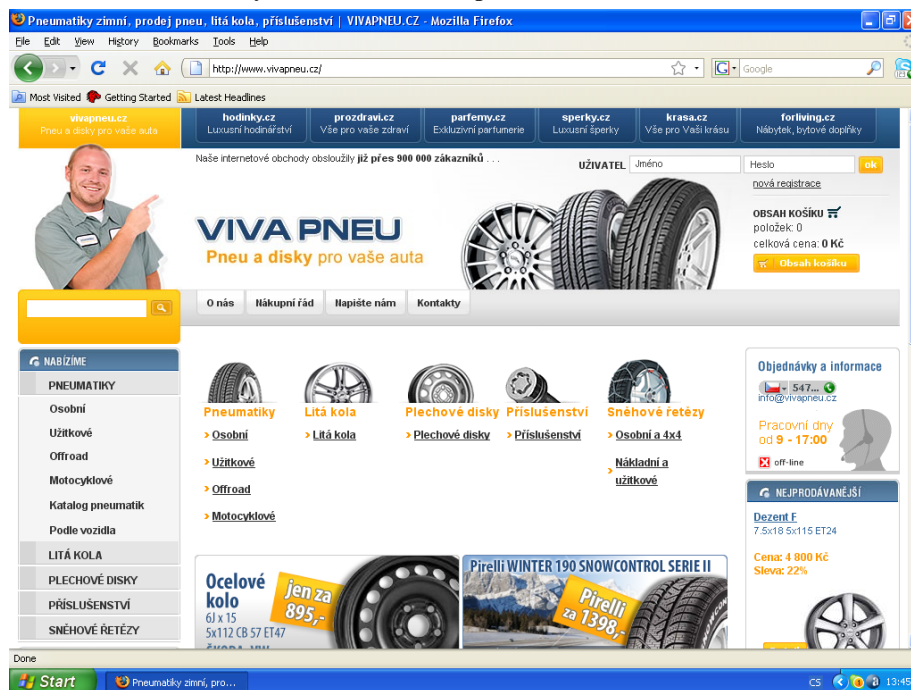 Pneumatiky zimní, prodej pneu, litá kola, příslušenství | VIVAPNEU.CZ - Mozilla Firefox
File Edit View History Bookmarks Tools Help
http://www.vivapneu.cz/
Google
Most Visited Getting Started Latest Headlines
vivapneu.cz
Pneu a disky pro vaše auta
hodinky.cz
Luxusní hodinářství
prozdravi.cz
Vše pro vaše zdraví
parfemy.cz
Exkluzivní parfumerie
sperky.cz
Luxusní šperky
krasa.cz
Vše pro Vaši krásu
forliving.cz
Nábytek, bytové doplňky
Naše internetové obchody obsloužily již přes 900 000 zákazníků . . .
UŽIVATEL Jméno Heslo ok
nová registrace
OBSAH KOŠÍKU
položek: 0
celková cena: 0 Kč
Obsah košíku
VIVA PNEU
Pneu a disky pro vaše auta
O nás Nákupní řád Napište nám Kontakty
NABÍZÍME
PNEUMATIKY
Osobní
Užitkové
Offroad
Motocyklové
Katalog pneumatik
Podle vozidla
LITÁ KOLA
PLECHOVÉ DISKY
PŘÍSLUŠENSTVÍ
SNĚHOVÉ ŘETĚZY
Pneumatiky
Osobní
Užitkové
Offroad
Motocyklové
Litá kola
Litá kola
Plechové disky
Plechové disky
Příslušenství
Příslušenství
Sněhové řetězy
Osobní a 4x4
Nákladní a
užitkové
Objednávky a informace
547...
info@vivapneu.cz
Pracovní dny
od 9 - 17:00
off-line
NEJPRODÁVANĚJŠÍ
Dezent F
7.5x18 5x115 ET24
Cena: 4 800 Kč
Sleva: 22%
Ocelové
kolo
6J x 15
5x112 CB 57 ET47
jen za
895,-
Pirelli WINTER 190 SNOWCONTROL SERIE II
Pirelli
za 1398,-
Done
Start
Pneumatiky zimní, pro...
CS
13:45